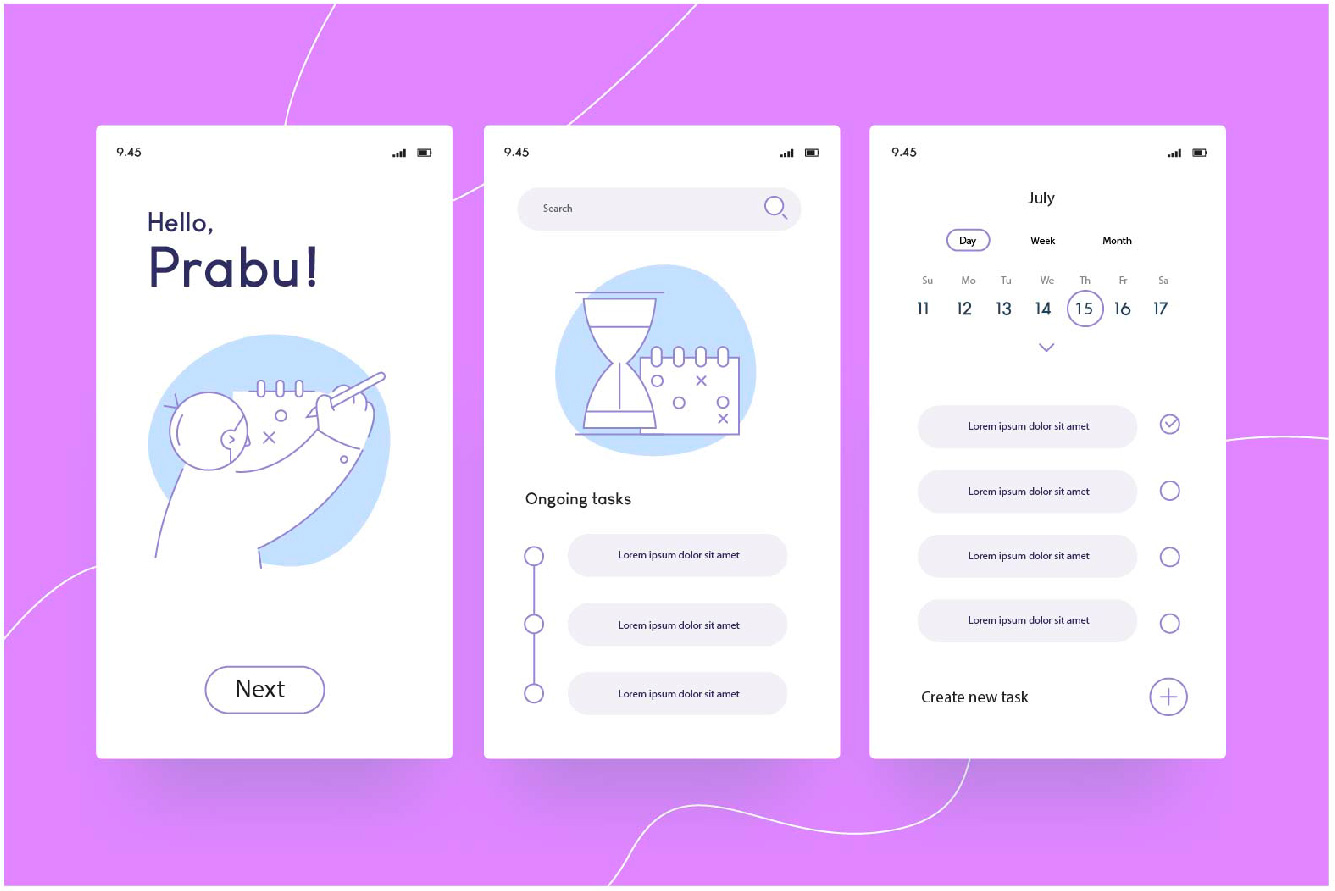 9.45
Hello,
Prabu!
Next
9.45
Search
Ongoing tasks
Lorem ipsum dolor sit amet
Lorem ipsum dolor sit amet
Lorem ipsum dolor sit amet
9.45
July
Day Week Month
Su Mo Tu We Th Fr Sa
11 12 13 14 15 16 17
Lorem ipsum dolor sit amet
Lorem ipsum dolor sit amet
Lorem ipsum dolor sit amet
Lorem ipsum dolor sit amet
Create new task